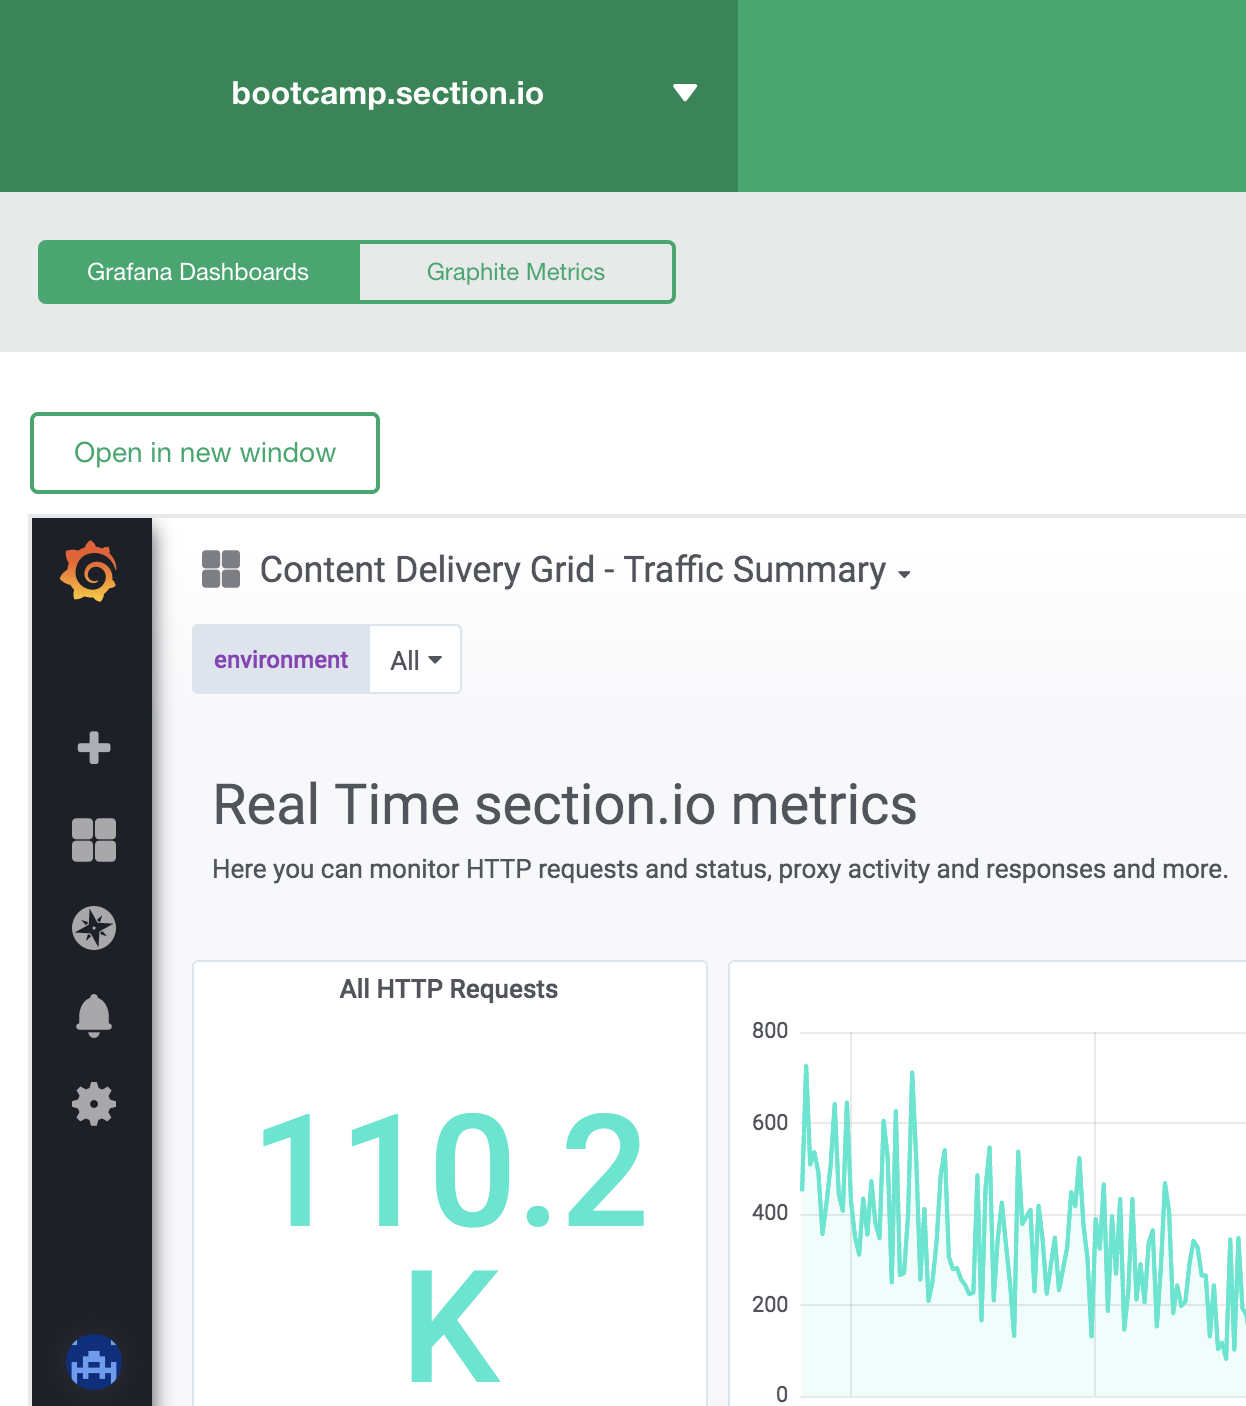 bootcamp.section.io
Grafana Dashboards
Graphite Metrics
Open in new window
Content Delivery Grid - Traffic Summary
environment
All
Real Time section.io metrics
Here you can monitor HTTP requests and status, proxy activity and responses and more.
All HTTP Requests
110.2
K
800
600
400
200
0